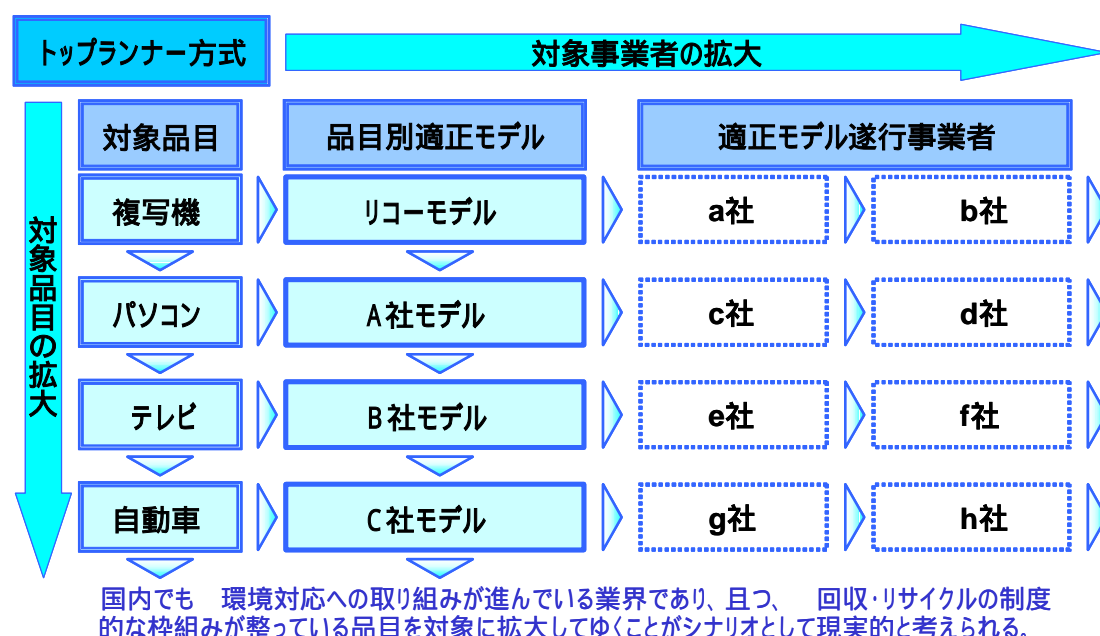 トップランナー方式
対象事業者の拡大
対象品目の拡大
対象品目
品目別適正モデル
適正モデル遂行事業者
複写機
リコーモデル
a社
b社
パソコン
A社モデル
c社
d社
テレビ
B社モデル
e社
f社
自動車
C社モデル
g社
h社
国内でも　環境対応への取り組みが進んでいる業界であり、且つ、　回収・リサイクルの制度
的な枠組みが整っている品目を対象に拡大してゆくことがシナリオとして現実的と考えられる。